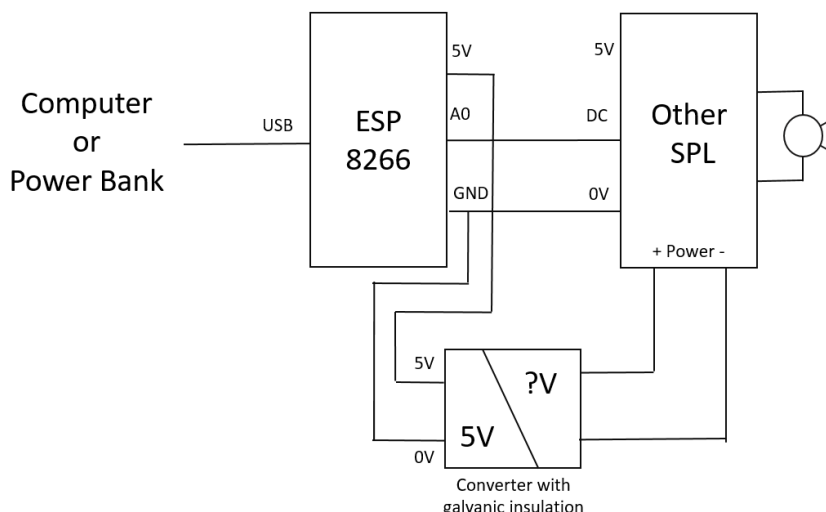 Computer
or
Power Bank
USB
ESP
8266
5V
A0
GND
5V
DC
0V
Other
SPL
+ Power -
5V
0V
5V
?V
Converter with
galvanic insulation